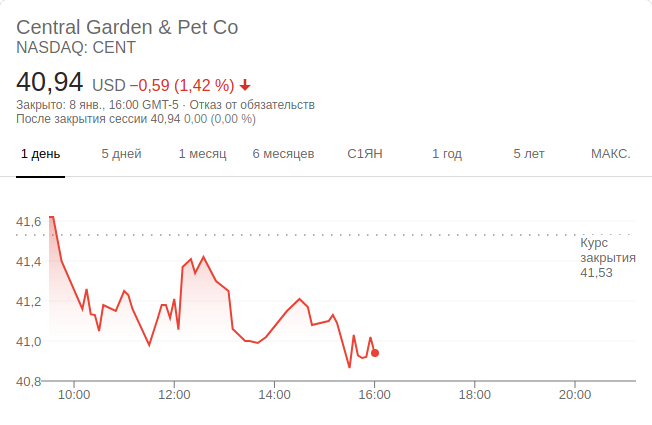 Central Garden & Pet Co
NASDAQ: CENT
40,94 USD −0,59 (1,42 %)
Закрыто: 8 янв., 16:00 GMT-5 · Отказ от обязательств
После закрытия сессии 40,94 0,00 (0,00 %)
1 день 5 дней 1 месяц 6 месяцев С1ЯН 1 год 5 лет МАКС.
41,6
Курс
закрытия
41,53
41,4
41,2
41,0
40,8
10:00 12:00 14:00 16:00 18:00 20:00